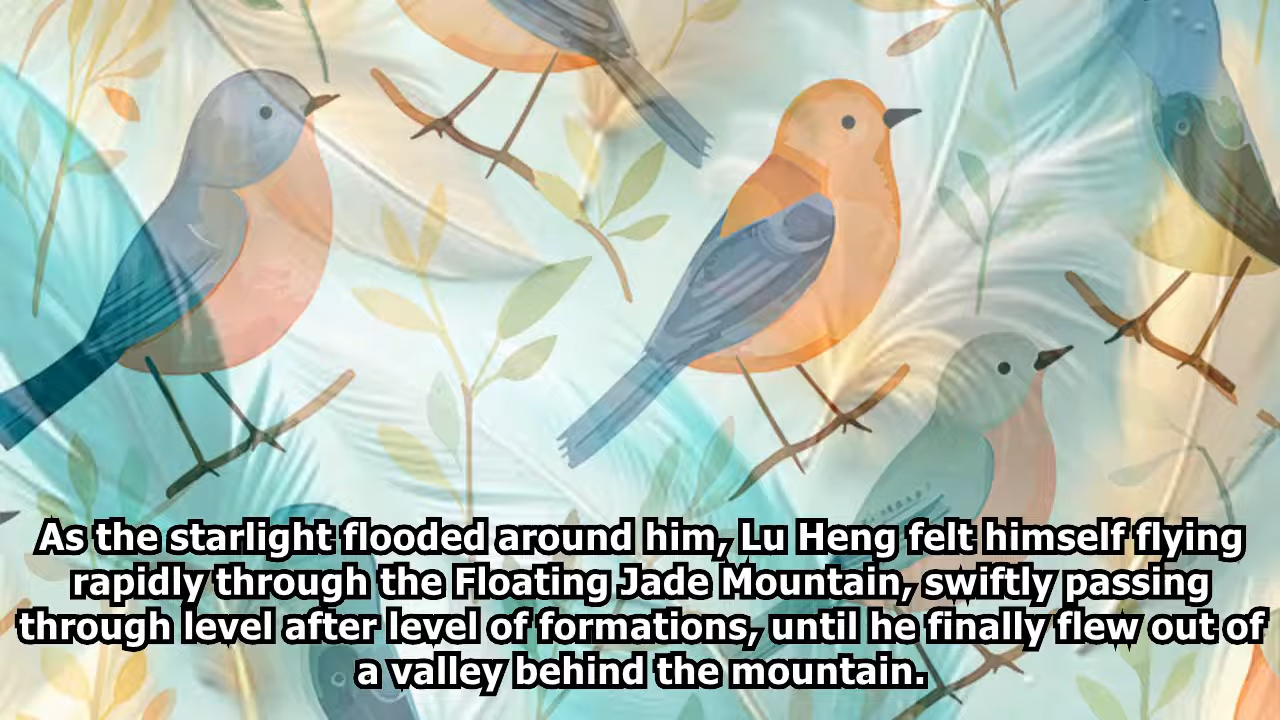 As the starlight flooded around him, Lu Heng felt himself flying
rapidly through the Floating Jade Mountain, swiftly passing
through level after level of formations, until he finally flew out of
a valley behind the mountain.